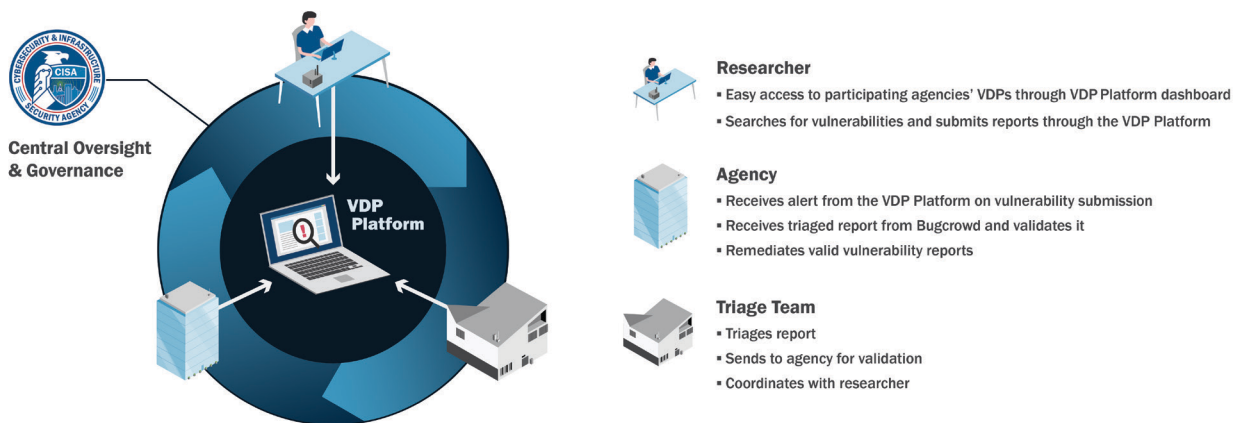 CYBERSECURITY & INFRASTRUCTURE
CISA
SECURITY AGENCY
Central Oversight
& Governance
VDP
Platform
Researcher
▪ Easy access to participating agencies’ VDPs through VDP Platform dashboard
▪ Searches for vulnerabilities and submits reports through the VDP Platform
Agency
▪ Receives alert from the VDP Platform on vulnerability submission
▪ Receives triaged report from Bugcrowd and validates it
▪ Remediates valid vulnerability reports
Triage Team
▪ Triages report
▪ Sends to agency for validation
▪ Coordinates with researcher